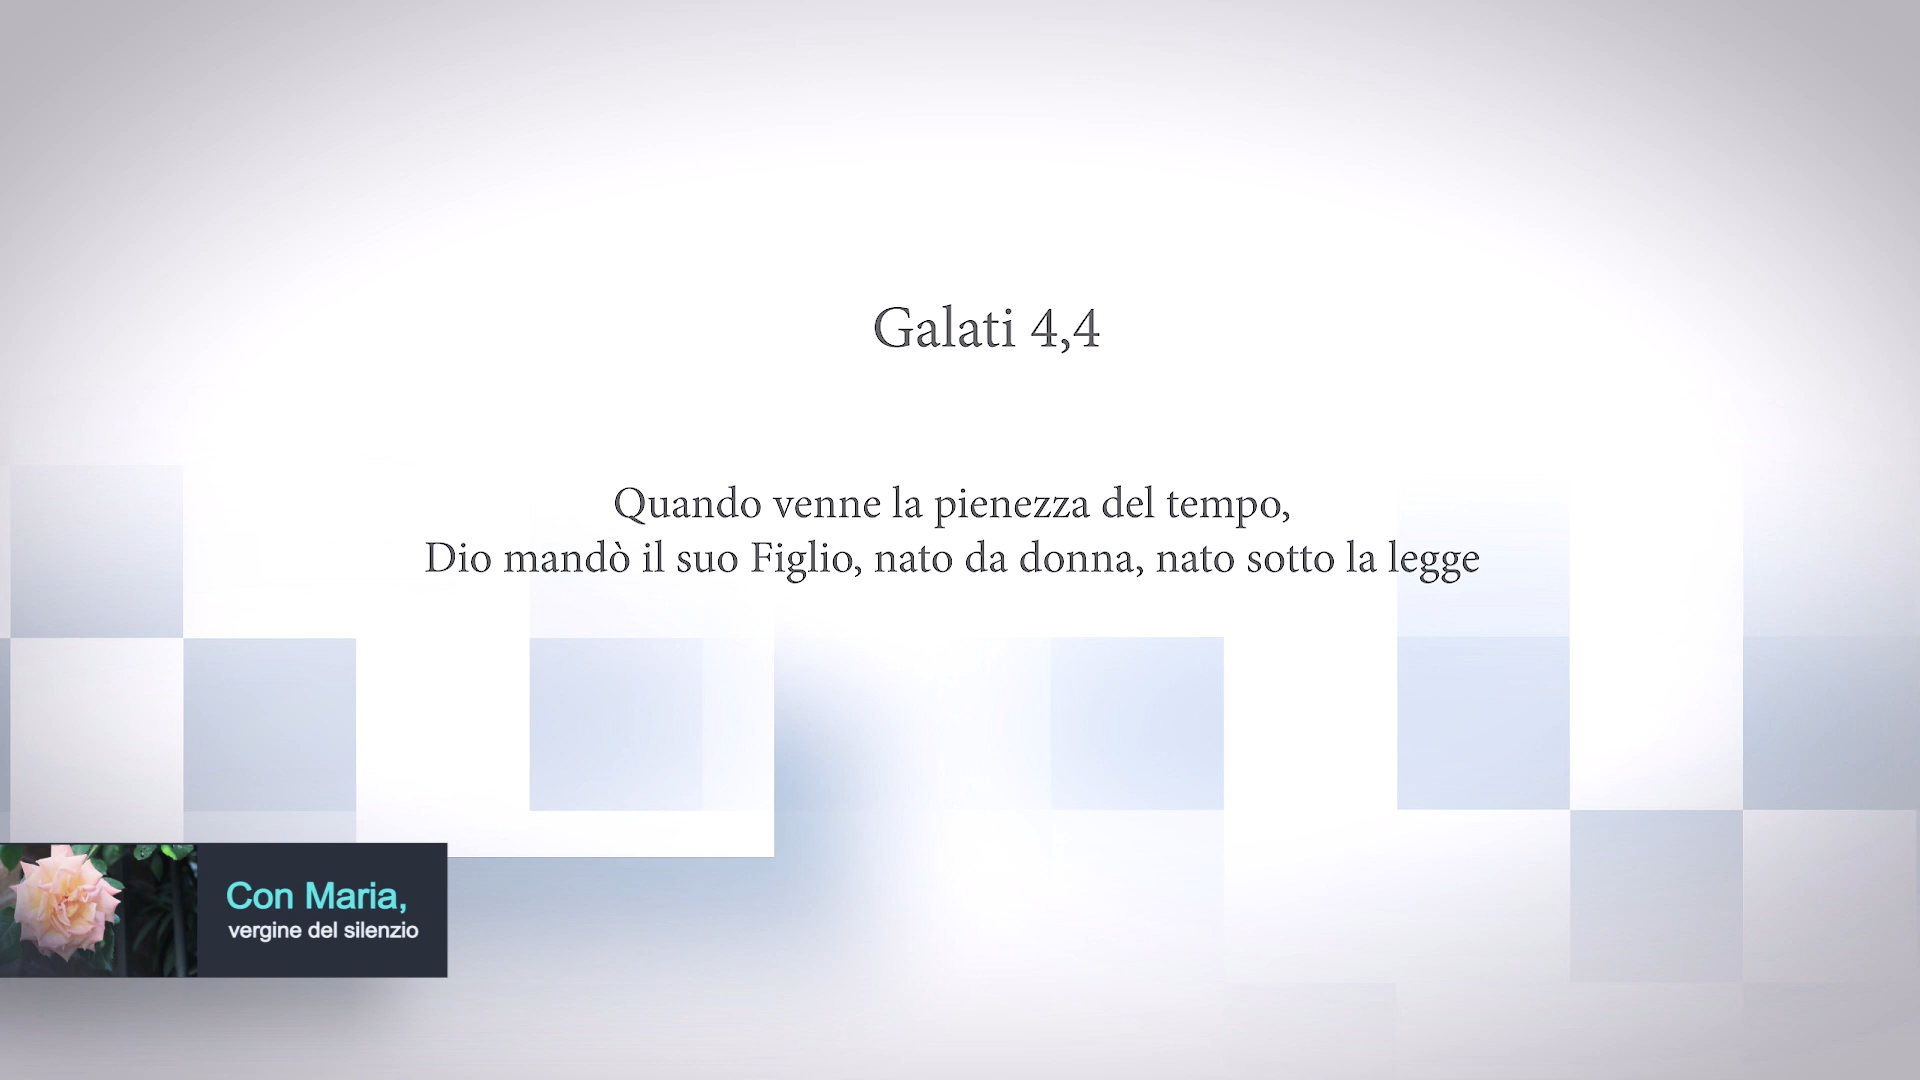 Galati 4,4
Quando venne la pienezza del tempo,
Dio mandò il suo Figlio, nato da donna, nato sotto la legge
Con Maria,
vergine del silenzio